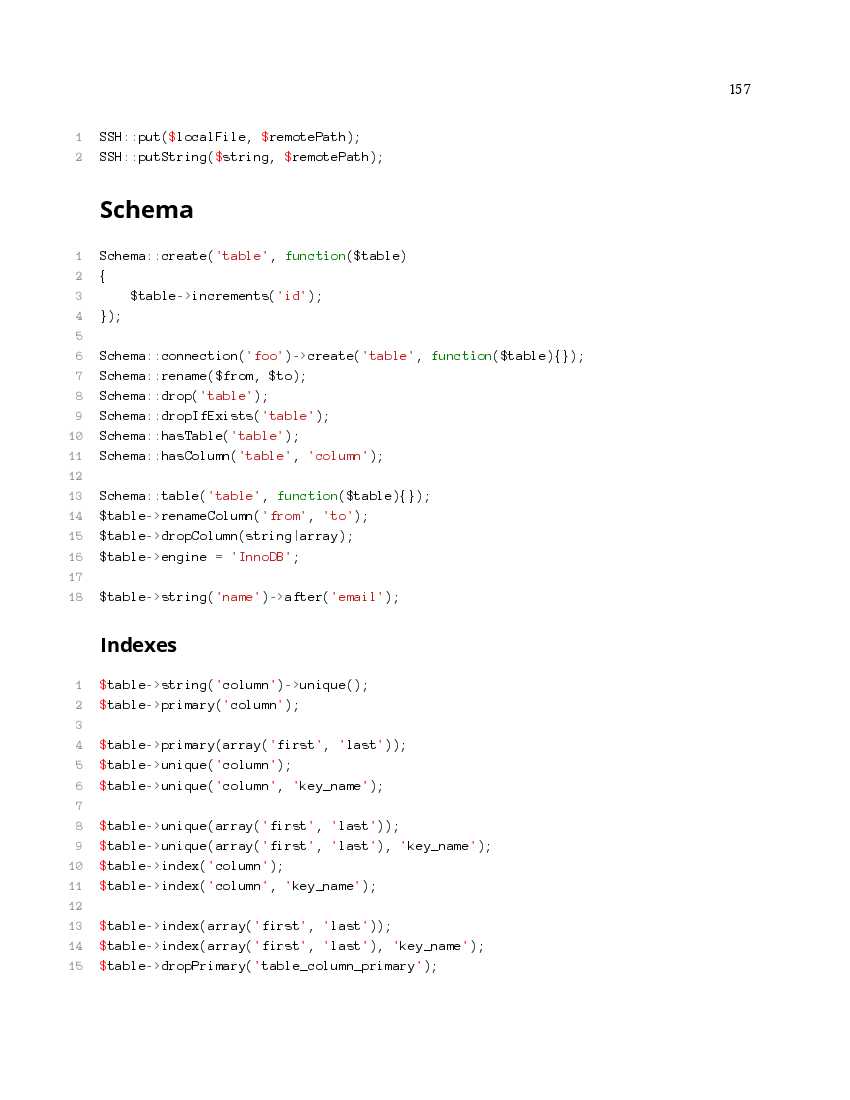 157
1 SSH::put($localFile, $remotePath);
2 SSH::putString($string, $remotePath);
Schema
1 Schema::create('table', function($table)
2 {
3     $table->increments('id');
4 });
5
6 Schema::connection('foo')->create('table', function($table){});
7 Schema::rename($from, $to);
8 Schema::drop('table');
9 Schema::dropIfExists('table');
10 Schema::hasTable('table');
11 Schema::hasColumn('table', 'column');
12
13 Schema::table('table', function($table){});
14 $table->renameColumn('from', 'to');
15 $table->dropColumn(string|array);
16 $table->engine = 'InnoDB';
17
18 $table->string('name')->after('email');
Indexes
1 $table->string('column')->unique();
2 $table->primary('column');
3
4 $table->primary(array('first', 'last'));
5 $table->unique('column');
6 $table->unique('column', 'key_name');
7
8 $table->unique(array('first', 'last'));
9 $table->unique(array('first', 'last'), 'key_name');
10 $table->index('column');
11 $table->index('column', 'key_name');
12
13 $table->index(array('first', 'last'));
14 $table->index(array('first', 'last'), 'key_name');
15 $table->dropPrimary('table_column_primary');